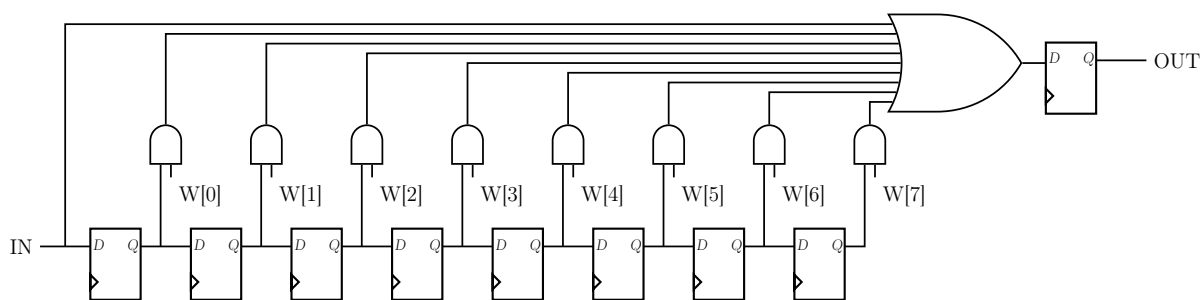 D Q OUT
W[0] W[1] W[2] W[3] W[4] W[5] W[6] W[7]
IN D Q D Q D Q D Q D Q D Q D Q D Q